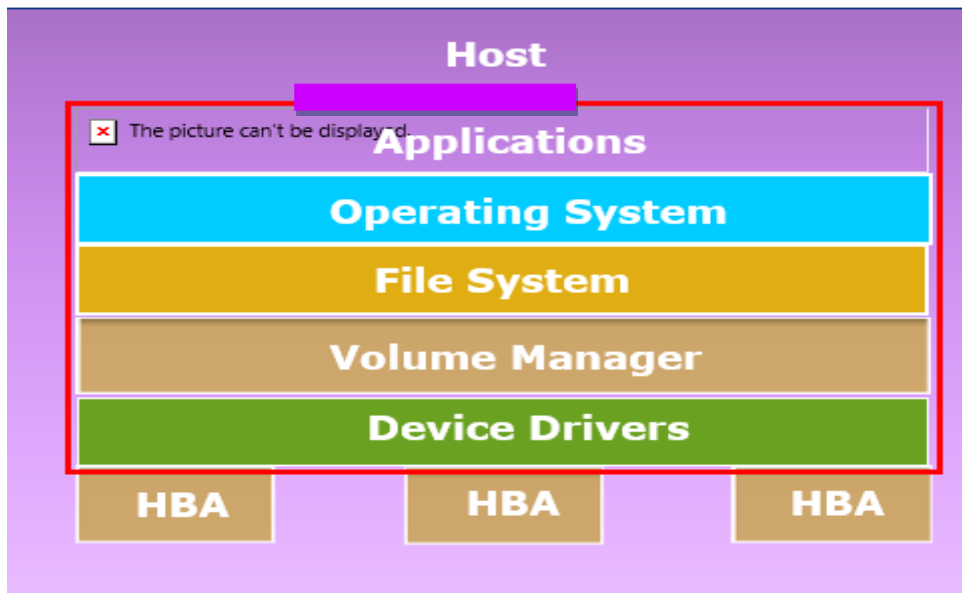 Host
The picture can't be displayed.
Applications
Operating System
File System
Volume Manager
Device Drivers
HBA HBA HBA